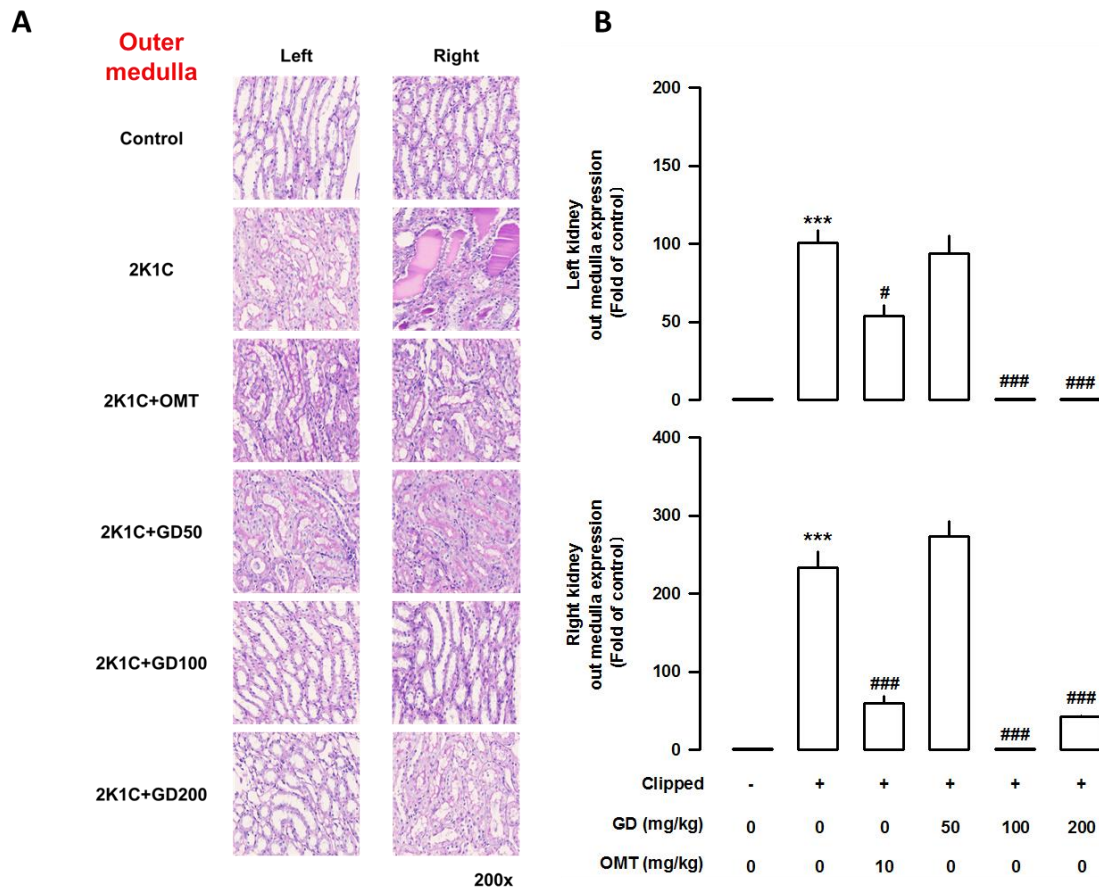 A
Outer
medulla
Left
Right
Control
2K1C
2K1C+OMT
2K1C+GD50
2K1C+GD100
2K1C+GD200
200x
B
Left kidney
out medulla expression
(Fold of control)
200
150
100
50
0
***
#
###
###
Right kidney
out medulla expression
(Fold of control)
400
300
200
100
0
***
###
###
###
Clipped - + + + + +
GD (mg/kg) 0 0 0 50 100 200
OMT (mg/kg) 0 0 10 0 0 0